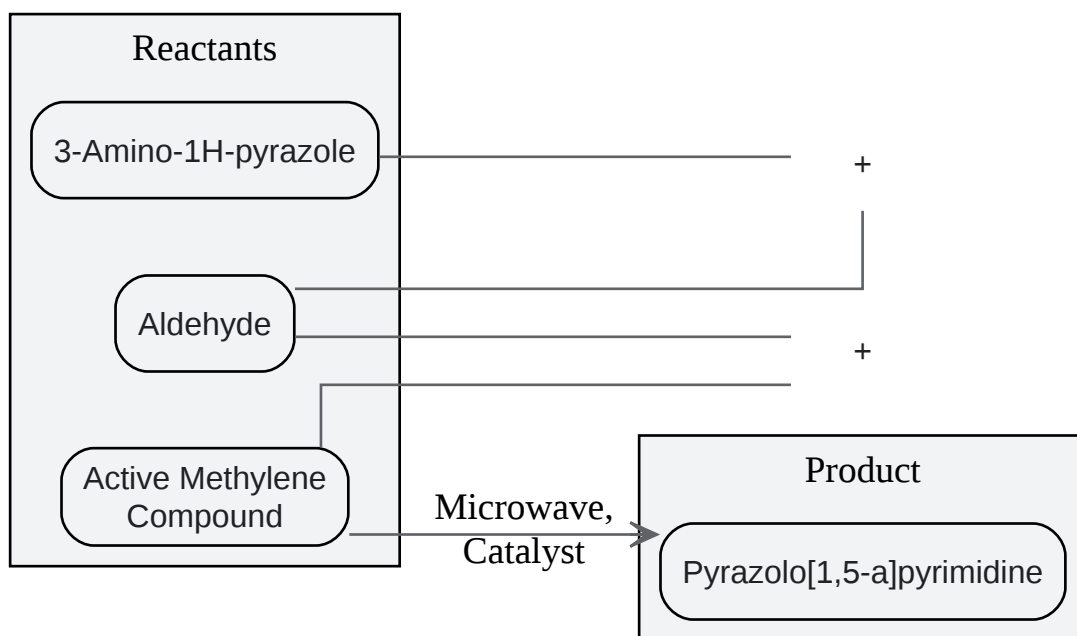 Reactants
3-Amino-1H-pyrazole
+
Aldehyde
+
Active Methylene
Compound
Microwave,
Catalyst
Product
Pyrazolo[1,5-a]pyrimidine